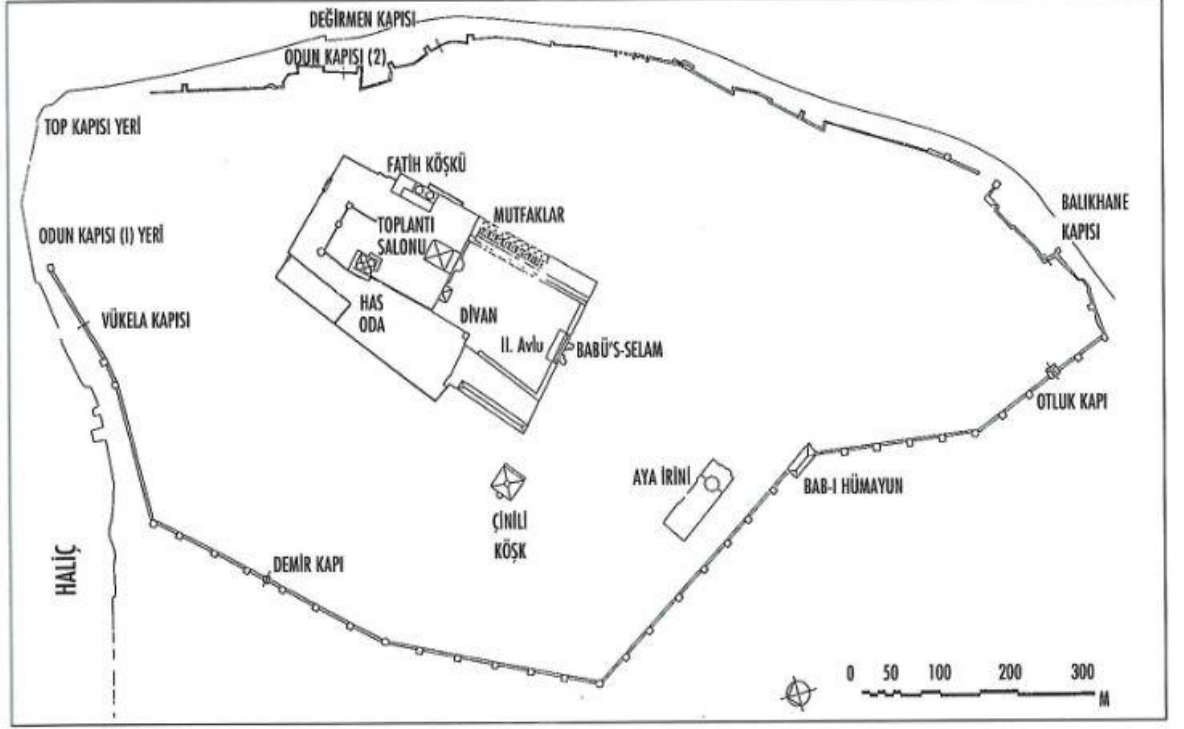 DEĞİRMEN KAPISI
ODUN KAPISI (2)
TOP KAPISI YERİ
FATİH KÖŞKÜ
MUTFAKLAR
BALIKHANE
KAPISI
TOPLANTI
SALONU
ODUN KAPISI (I) YERİ
HAS
ODA
DİVAN
VÜKELA KAPISI
II. Avlu
BABÜ'S-SELAM
OTLUK KAPI
AYA İRİNİ
BAB-I HÜMAYUN
ÇİNİLİ
KÖŞK
HALİÇ
DEMİR KAPI
0 50 100 200 300
M